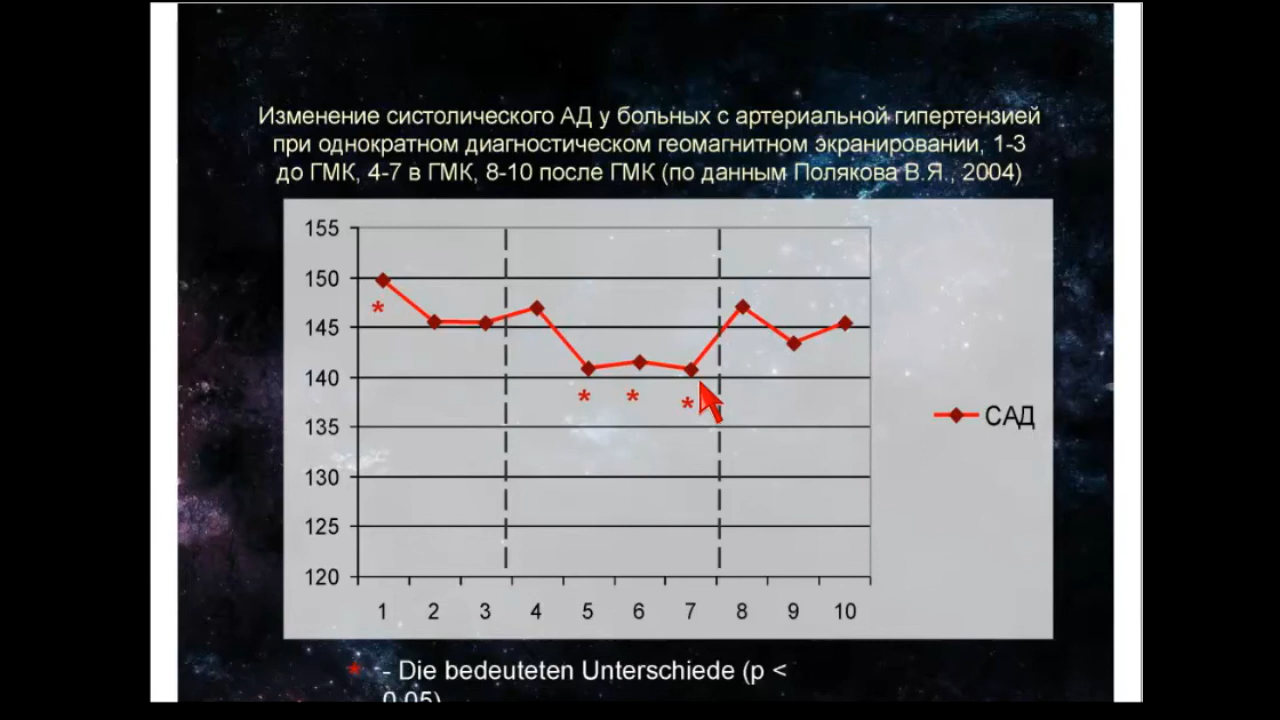 Изменение систолического АД у больных с артериальной гипертензией
при однократном диагностическом геомагнитном экранировании, 1-3
до ГМК, 4-7 в ГМК, 8-10 после ГМК (по данным Полякова В.Я., 2004)
155
150
145
140
135
130
125
120
1 2 3 4 5 6 7 8 9 10
* * * *
САД
* - Die bedeuteten Unterschiede (p <
0,05)